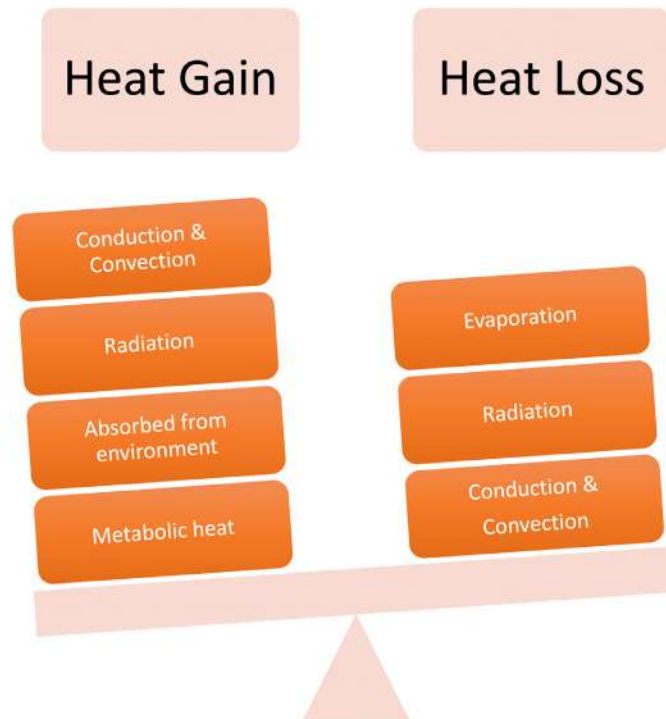 Heat Gain
Heat Loss
Conduction &
Convection
Radiation
Absorbed from
environment
Metabolic heat
Evaporation
Radiation
Conduction &
Convection